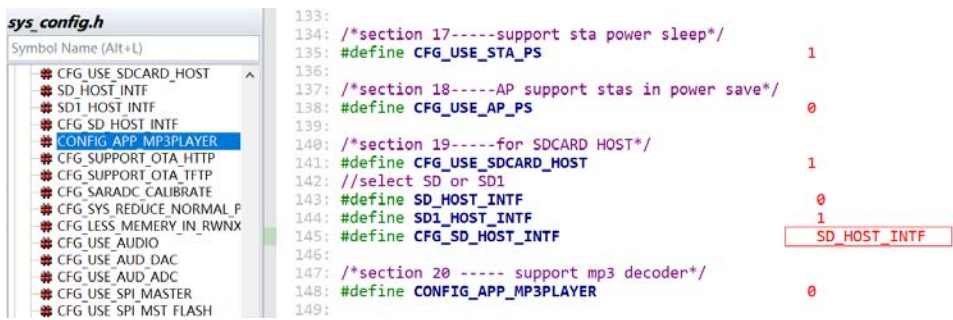 sys_config.h
Symbol Name (Alt+L)
CFG_USE_SDCARD_HOST
SD_HOST_INTF
SD1_HOST_INTF
CFG_SD_HOST_INTF
CONFIG_APP_MP3PLAYER
CFG_SUPPORT_OTA_HTTP
CFG_SUPPORT_OTA_TFTP
CFG_SARADC_CALIBRATE
CFG_SYS_REDUCE_NORMAL_P
CFG_LESS_MEMERY_IN_RWNX
CFG_USE_AUDIO
CFG_USE_AUD_DAC
CFG_USE_AUD_ADC
CFG_USE_SPI_MASTER
CFG_USE_SPI_MST_FLASH
133:
134: /*section 17-----support sta power sleep*/
135: #define CFG_USE_STA_PS 1
136:
137: /*section 18-----AP support stas in power save*/
138: #define CFG_USE_AP_PS 0
139:
140: /*section 19-----for SDCARD HOST*/
141: #define CFG_USE_SDCARD_HOST 1
142: //select SD or SD1
143: #define SD_HOST_INTF 0
144: #define SD1_HOST_INTF 1
145: #define CFG_SD_HOST_INTF SD_HOST_INTF
146:
147: /*section 20 ----- support mp3 decoder*/
148: #define CONFIG_APP_MP3PLAYER 0
149: